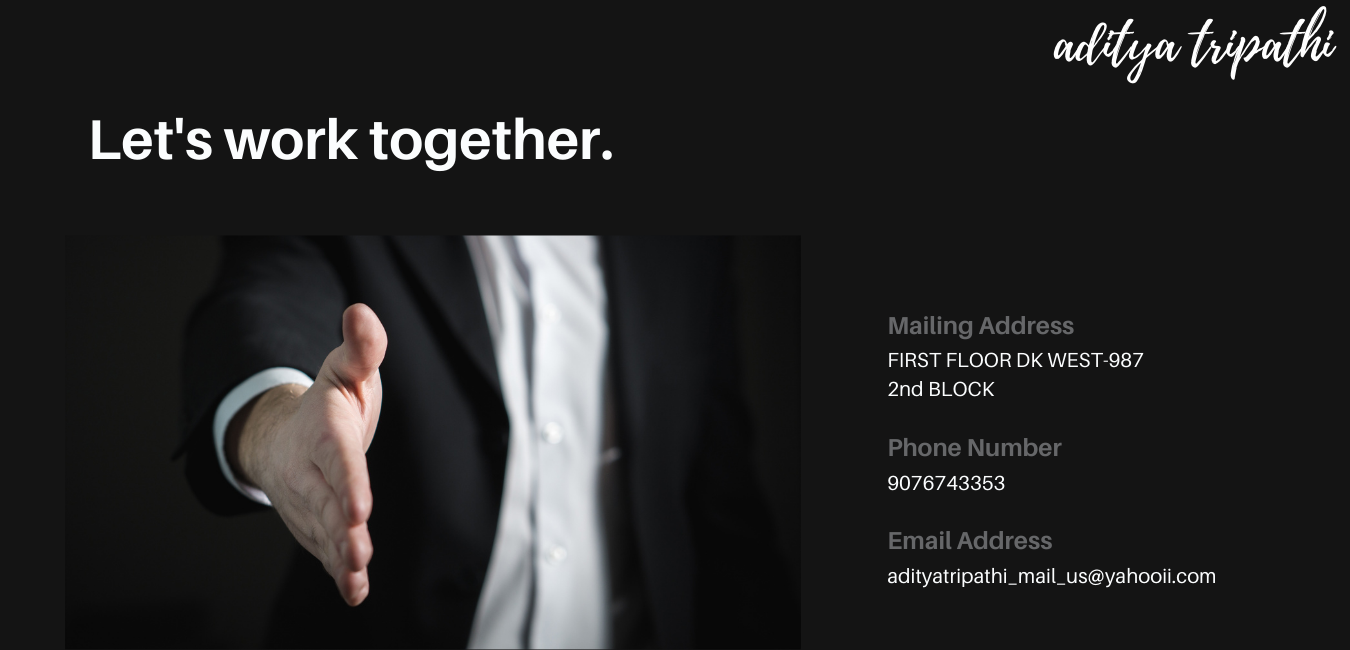 aditya tripathi
Let's work together.
Mailing Address
FIRST FLOOR DK WEST-987
2nd BLOCK
Phone Number
9076743353
Email Address
adityatripathi_mail_us@yahooii.com